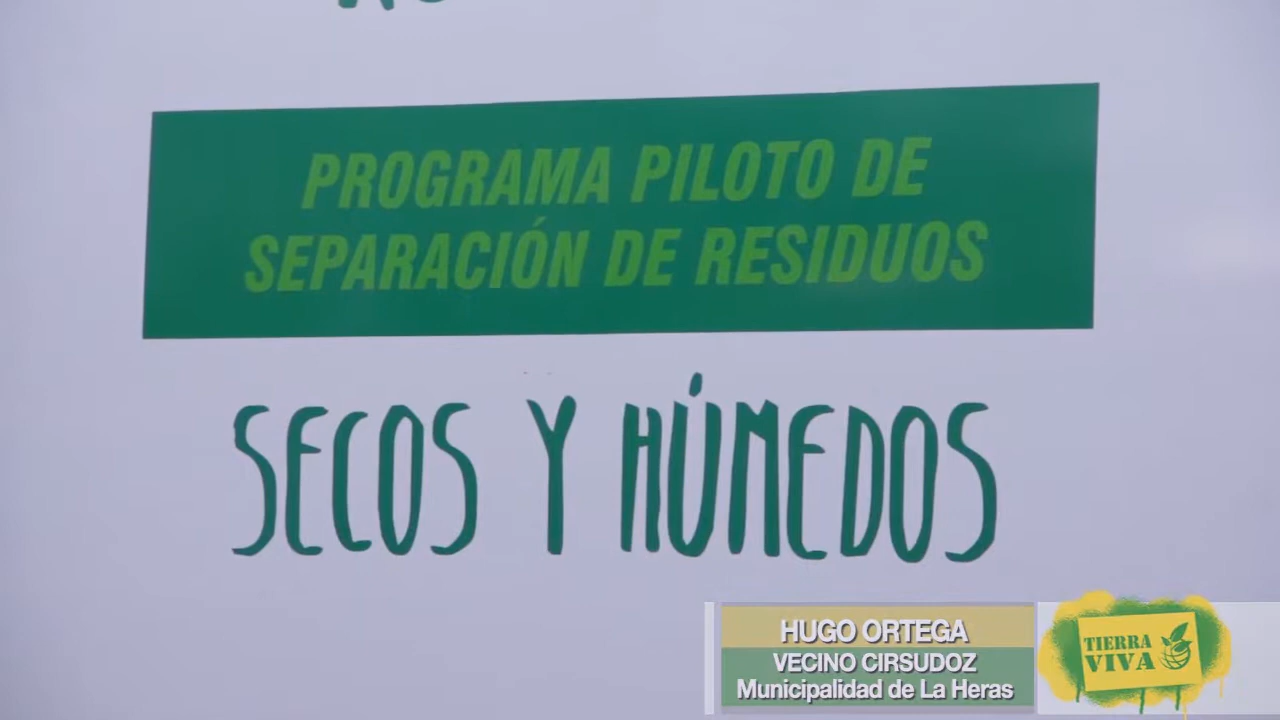 PROGRAMA PILOTO DE
SEPARACIÓN DE RESIDUOS
SECOS Y HÚMEDOS
HUGO ORTEGA
VECINO CIRSUDOZ
Municipalidad de La Heras
TIERRA
VIVA